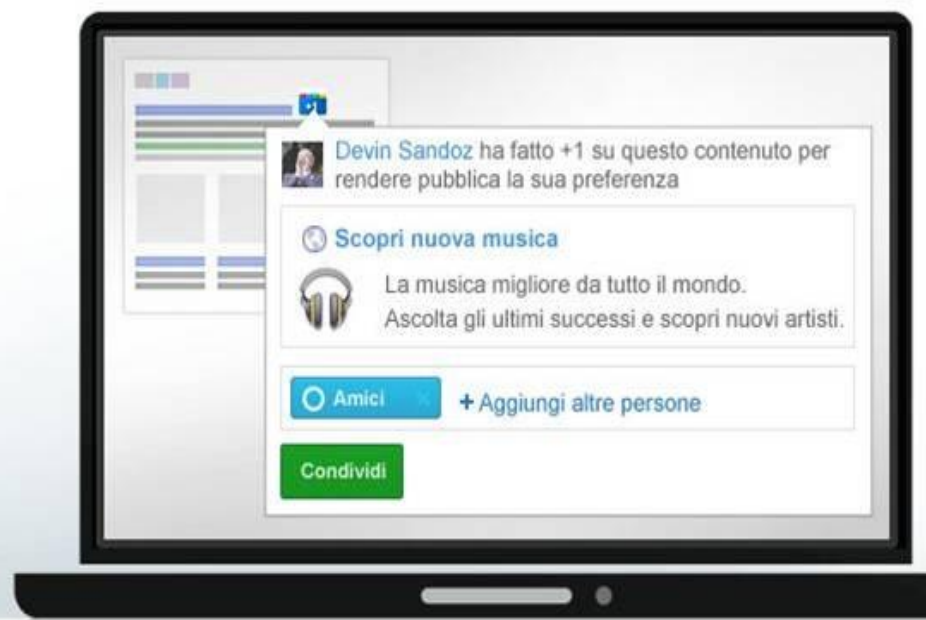 +1
Devin Sandoz ha fatto +1 su questo contenuto per
rendere pubblica la sua preferenza
Scopri nuova musica
La musica migliore da tutto il mondo.
Ascolta gli ultimi successi e scopri nuovi artisti.
Amici ×
+ Aggiungi altre persone
Condividi